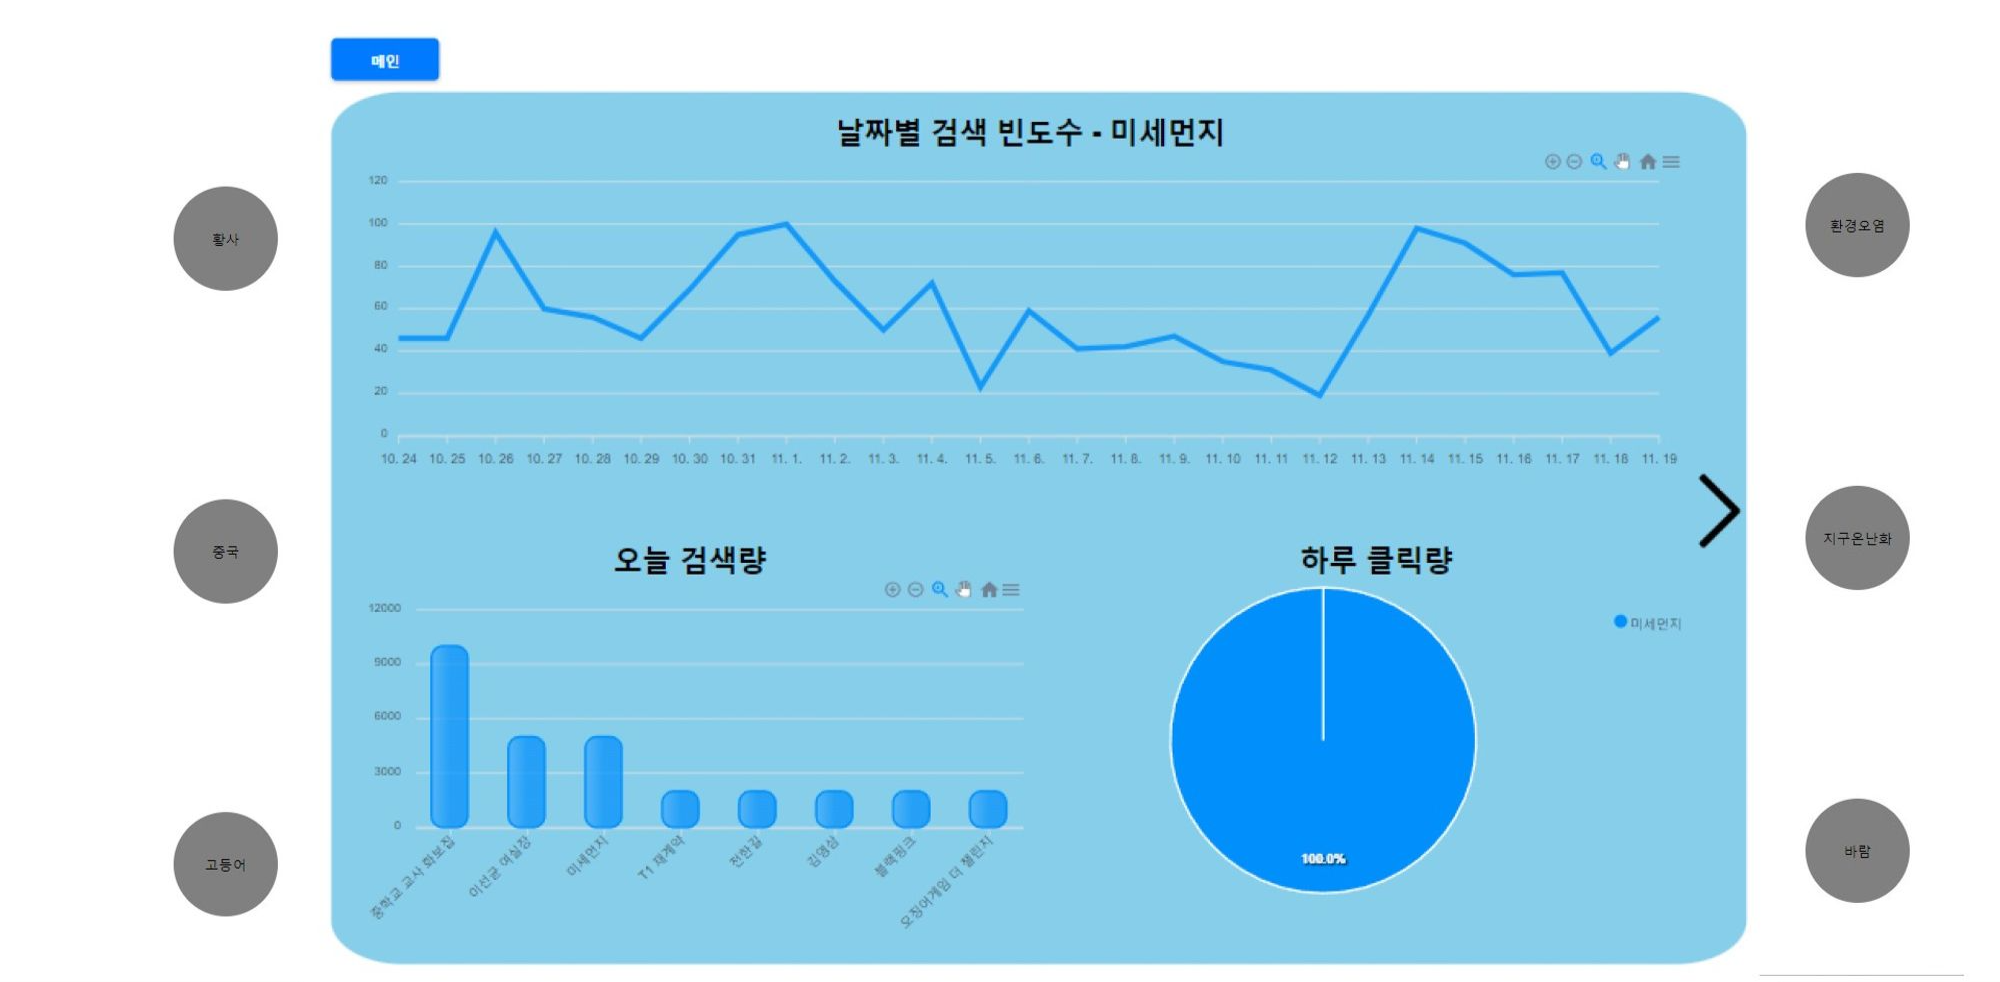 메인
날짜별 검색 빈도수 - 미세먼지
120
100
80
60
40
20
0
10. 24 10. 25 10. 26 10. 27 10. 28 10. 29 10. 30 10. 31 11. 1. 11. 2. 11. 3. 11. 4. 11. 5. 11. 6. 11. 7. 11. 8. 11. 9. 11. 10 11. 11 11. 12 11. 13 11. 14 11. 15 11. 16 11. 17 11. 18 11. 19
황사
중국
고등어
오늘 검색량
12000
9000
6000
3000
0
중학교 교사 화보집
이선균 여실장
미세먼지
T1 재계약
전한길
김영삼
블랙핑크
오징어게임 더 챌린지
하루 클릭량
미세먼지
100.0%
환경오염
지구온난화
바람